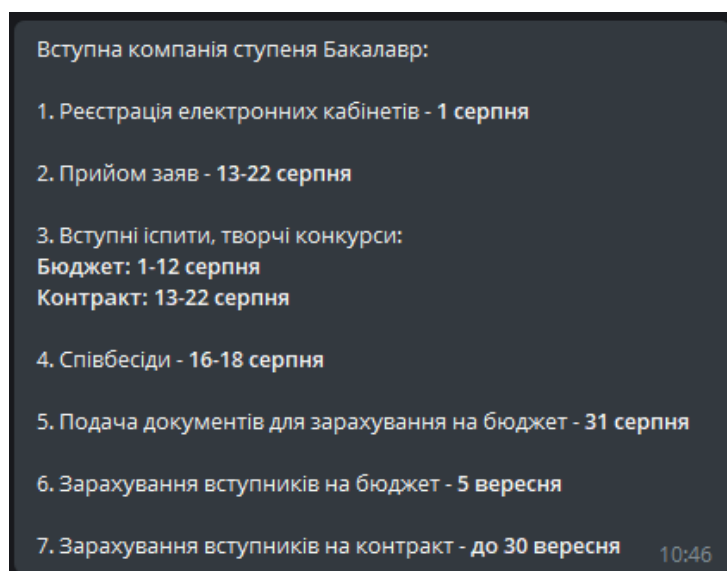 Вступна компанія ступеня Бакалавр:
1. Реєстрація електронних кабінетів - 1 серпня
2. Прийом заяв - 13-22 серпня
3. Вступні іспити, творчі конкурси:
Бюджет: 1-12 серпня
Контракт: 13-22 серпня
4. Співбесіди - 16-18 серпня
5. Подача документів для зарахування на бюджет - 31 серпня
6. Зарахування вступників на бюджет - 5 вересня
7. Зарахування вступників на контракт - до 30 вересня
10:46